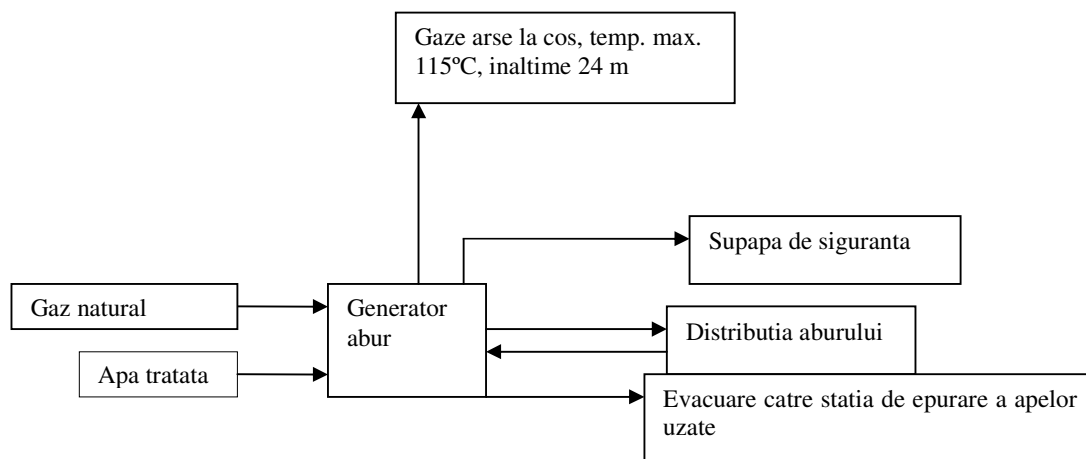 Gaze arse la cos, temp. max.
115ºC, inaltime 24 m
Supapa de siguranta
Gaz natural
Generator
abur
Distributia aburului
Apa tratata
Evacuare catre statia de epurare a apelor
uzate